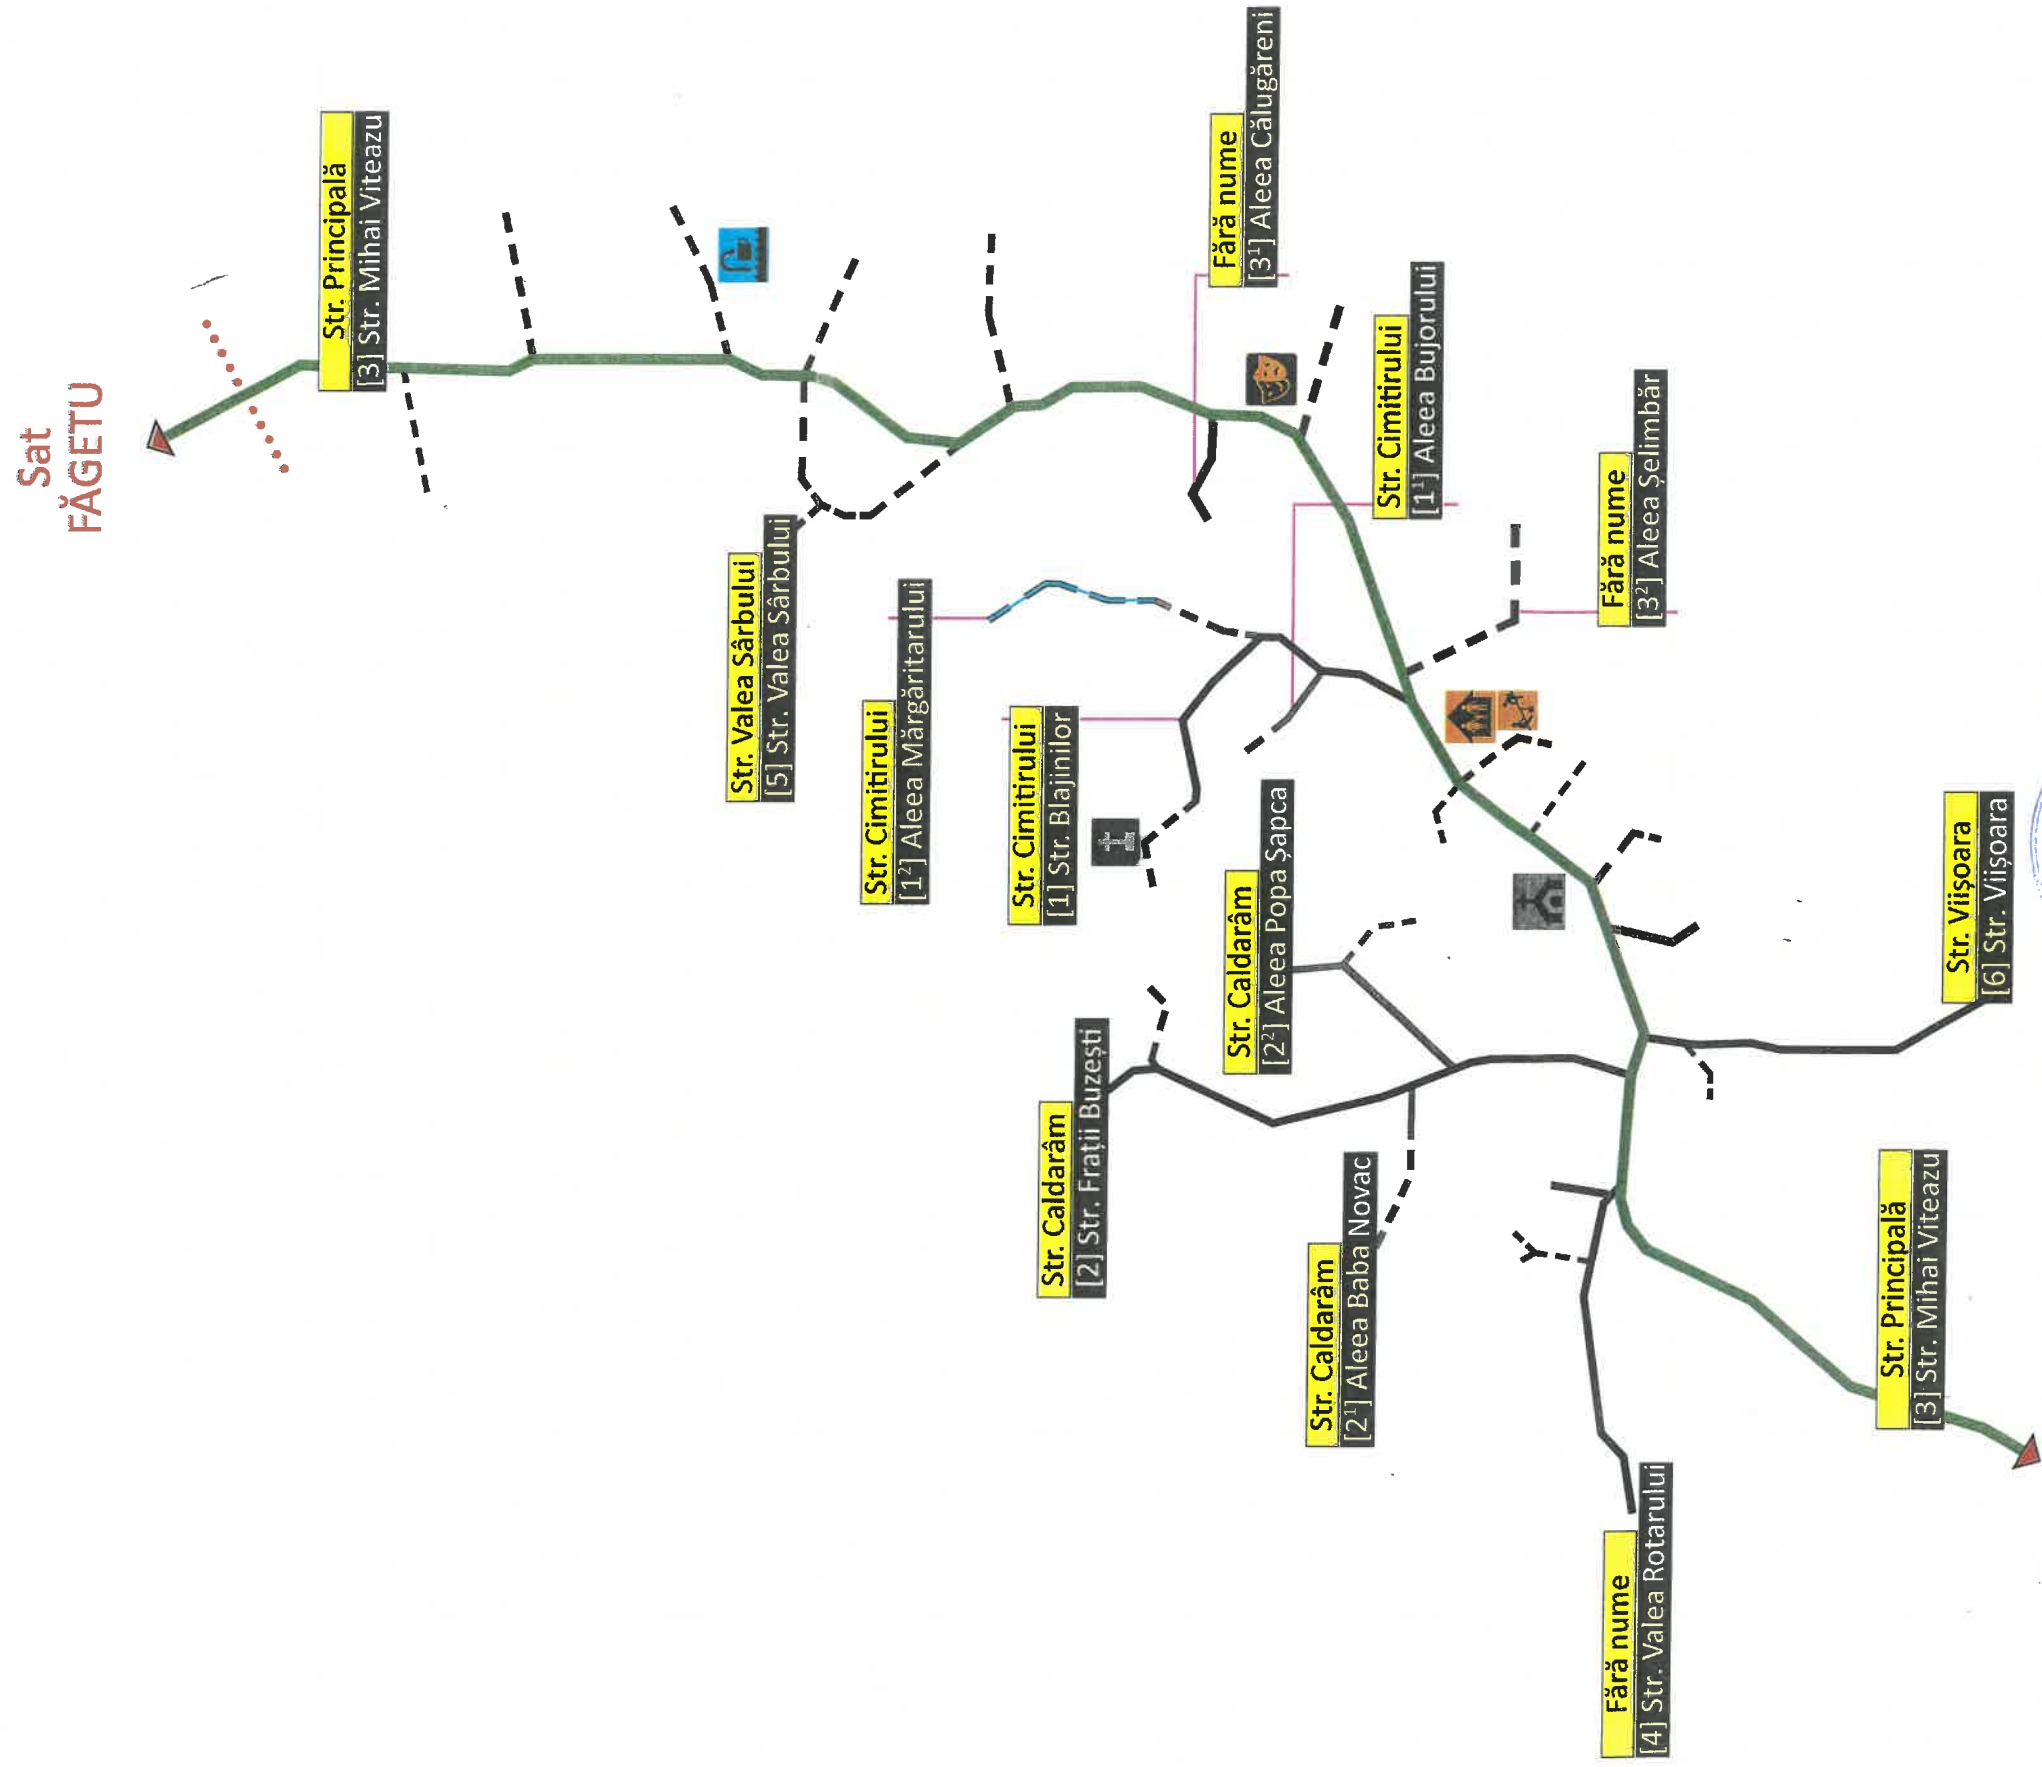 Sat
FĂGETU
Str. Principală
[3] Str. Mihai Viteazu
Fără nume
[3¹] Aleea Călugăreni
Str. Cimitirului
[1¹] Aleea Bujorului
Fără nume
[3²] Aleea Șelimbăr
Str. Valea Sârbului
[5] Str. Valea Sârbului
Str. Cimitirului
[1²] Aleea Mărgăritarului
Str. Cimitirului
[1] Str. Blajinilor
Str. Caldarâm
[2²] Aleea Popa Șapca
Str. Viișoara
[6] Str. Viișoara
Str. Caldarâm
[2] Str. Frații Buzești
Str. Caldarâm
[2¹] Aleea Baba Novac
Str. Principală
[3] Str. Mihai Viteazu
Fără nume
[4] Str. Valea Rotarului